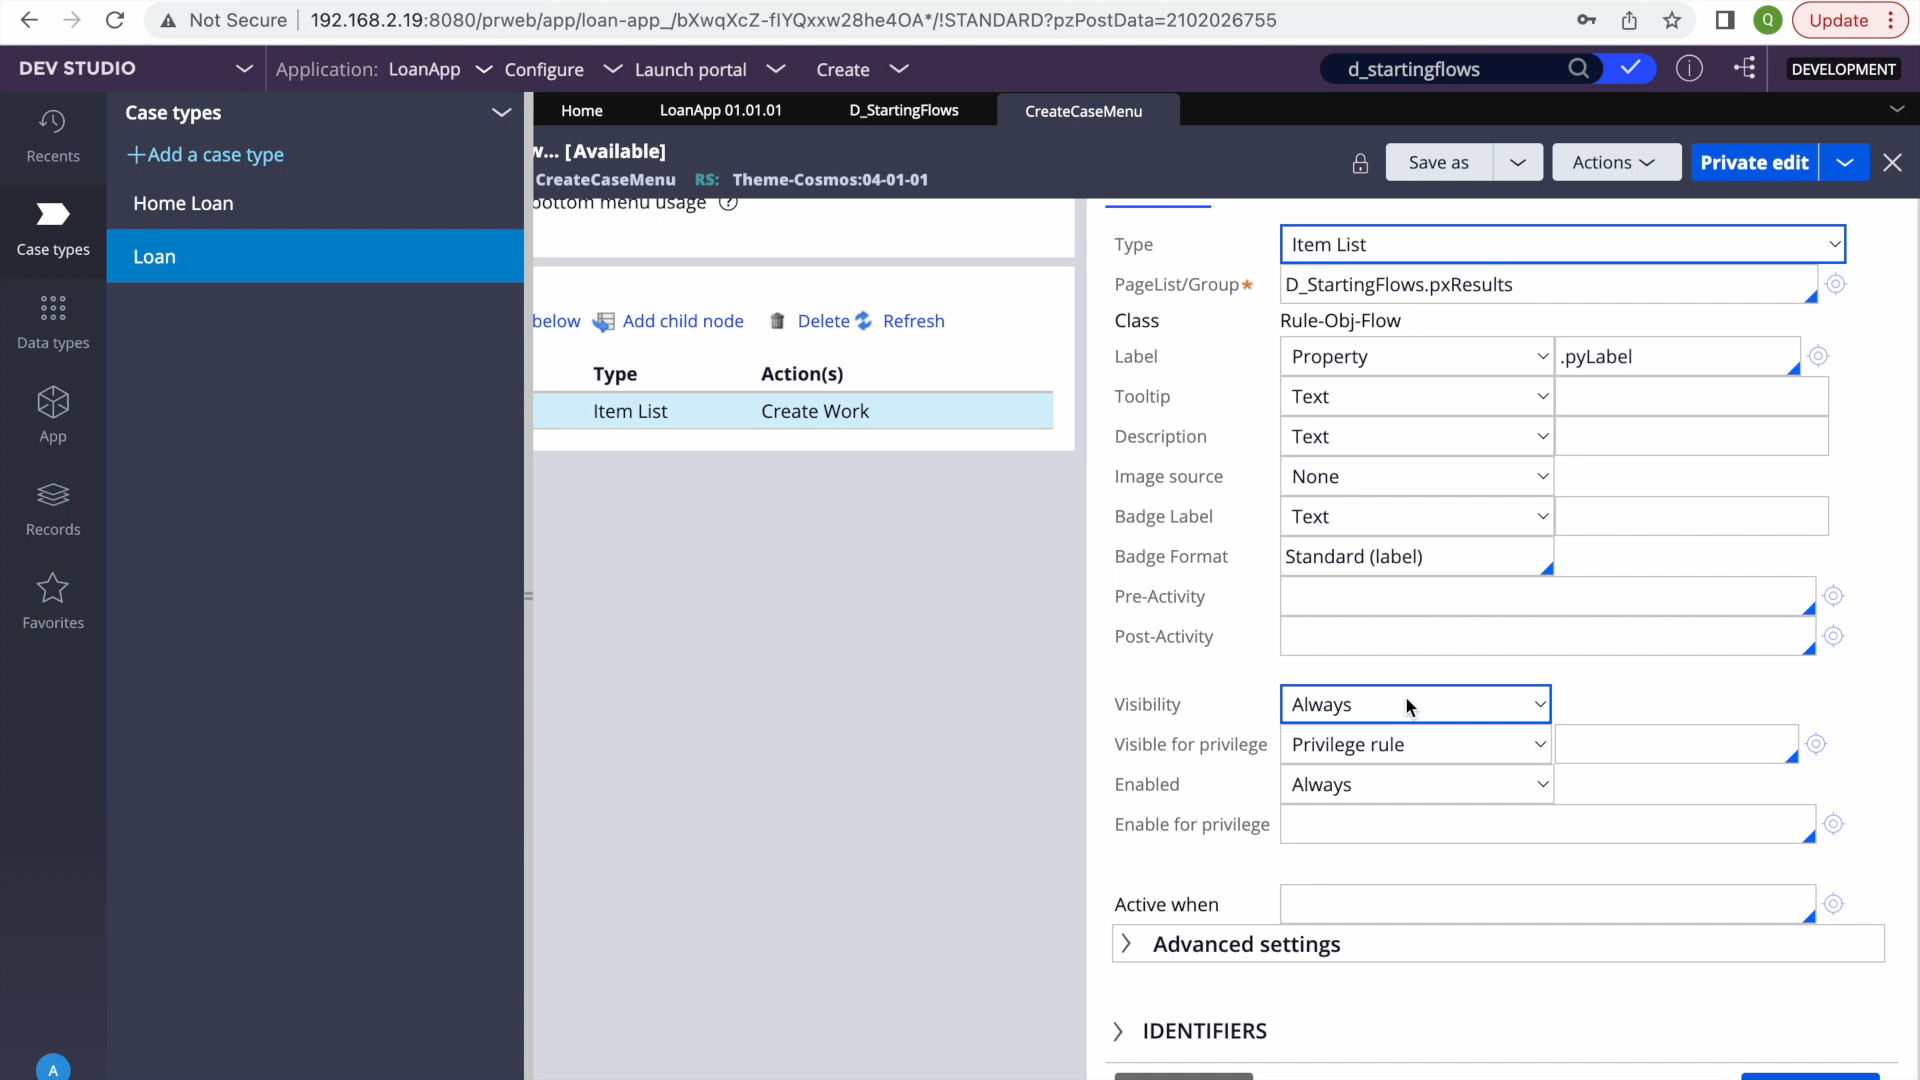 Not Secure 192.168.2.19:8080/prweb/app/loan-app_/bXwqXcZ-fIYQxxw28he4OA*/!STANDARD?pzPostData=2102026755 Q Update
DEV STUDIO Application: LoanApp Configure Launch portal Create d_startingflows DEVELOPMENT
Recents
Case types
Data types
App
Records
Favorites
A
Case types
Add a case type
Home Loan
Loan
Home LoanApp 01.01.01 D_StartingFlows CreateCaseMenu
w... [Available]
CreateCaseMenu RS: Theme-Cosmos:04-01-01
Save as Actions Private edit
bottom menu usage ?
below Add child node Delete Refresh
Type Action(s)
Item List Create Work
Type Item List
PageList/Group* D_StartingFlows.pxResults
Class Rule-Obj-Flow
Label Property .pyLabel
Tooltip Text
Description Text
Image source None
Badge Label Text
Badge Format Standard (label)
Pre-Activity
Post-Activity
Visibility Always
Visible for privilege Privilege rule
Enabled Always
Enable for privilege
Active when
Advanced settings
IDENTIFIERS